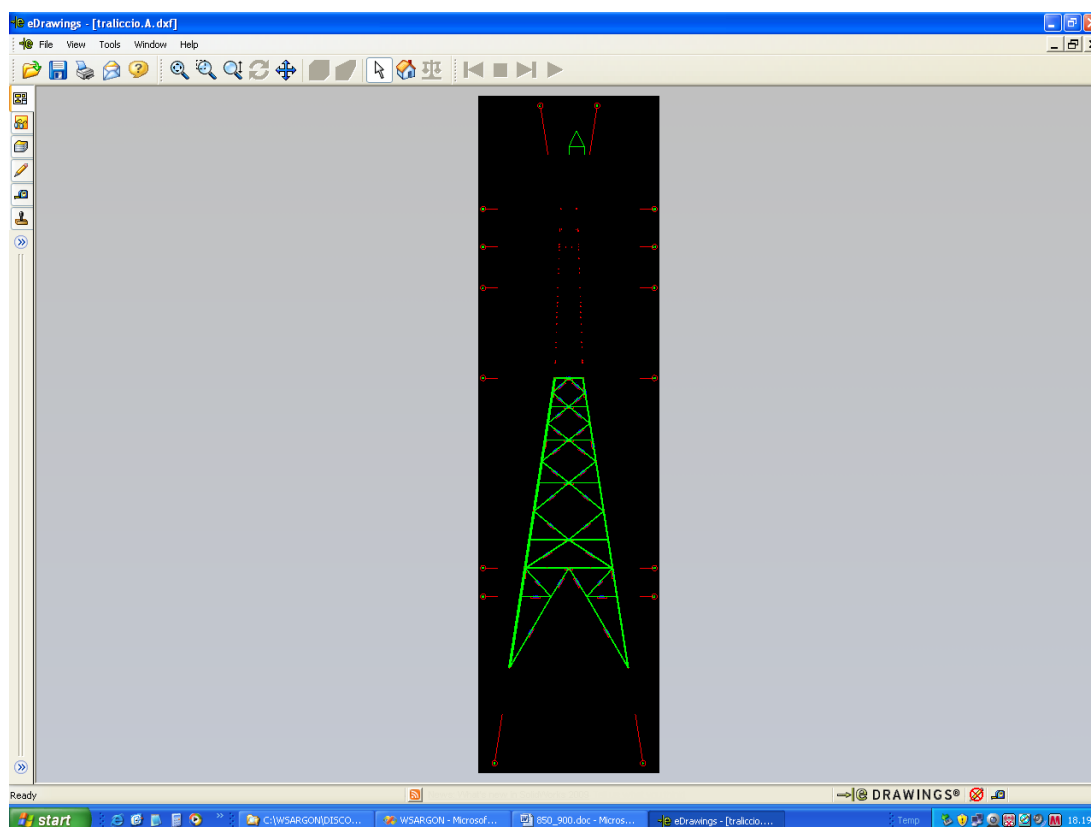 eDrawings - [traliccio.A.dxf]
File View Tools Window Help
Ready
DRAWINGS®
start
C:\WSARGON\DISCO...
WSARGON - Microsof...
850_900.doc - Micros...
eDrawings - [traliccio....
Temp
18.19